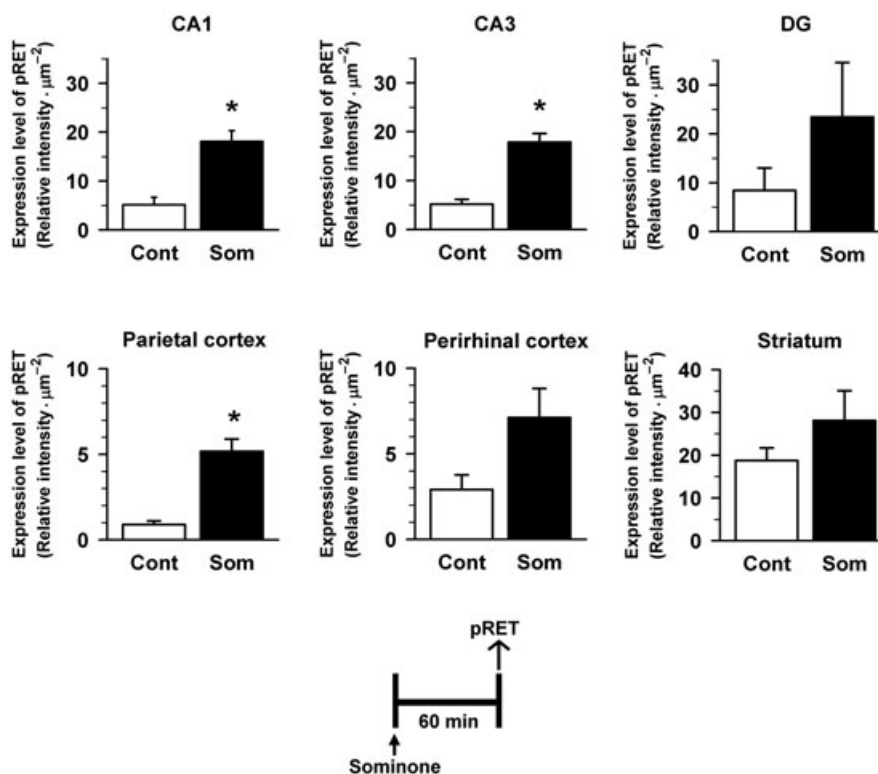 CA1
Expression level of pRET
(Relative intensity · μm⁻²)
30
20
10
0
*
Cont Som
CA3
Expression level of pRET
(Relative intensity · μm⁻²)
30
20
10
0
*
Cont Som
DG
Expression level of pRET
(Relative intensity · μm⁻²)
30
20
10
0
Cont Som
Parietal cortex
Expression level of pRET
(Relative intensity · μm⁻²)
10
5
0
*
Cont Som
Perirhinal cortex
Expression level of pRET
(Relative intensity · μm⁻²)
10
5
0
Cont Som
Striatum
Expression level of pRET
(Relative intensity · μm⁻²)
40
30
20
10
0
Cont Som
pRET
60 min
Sominone